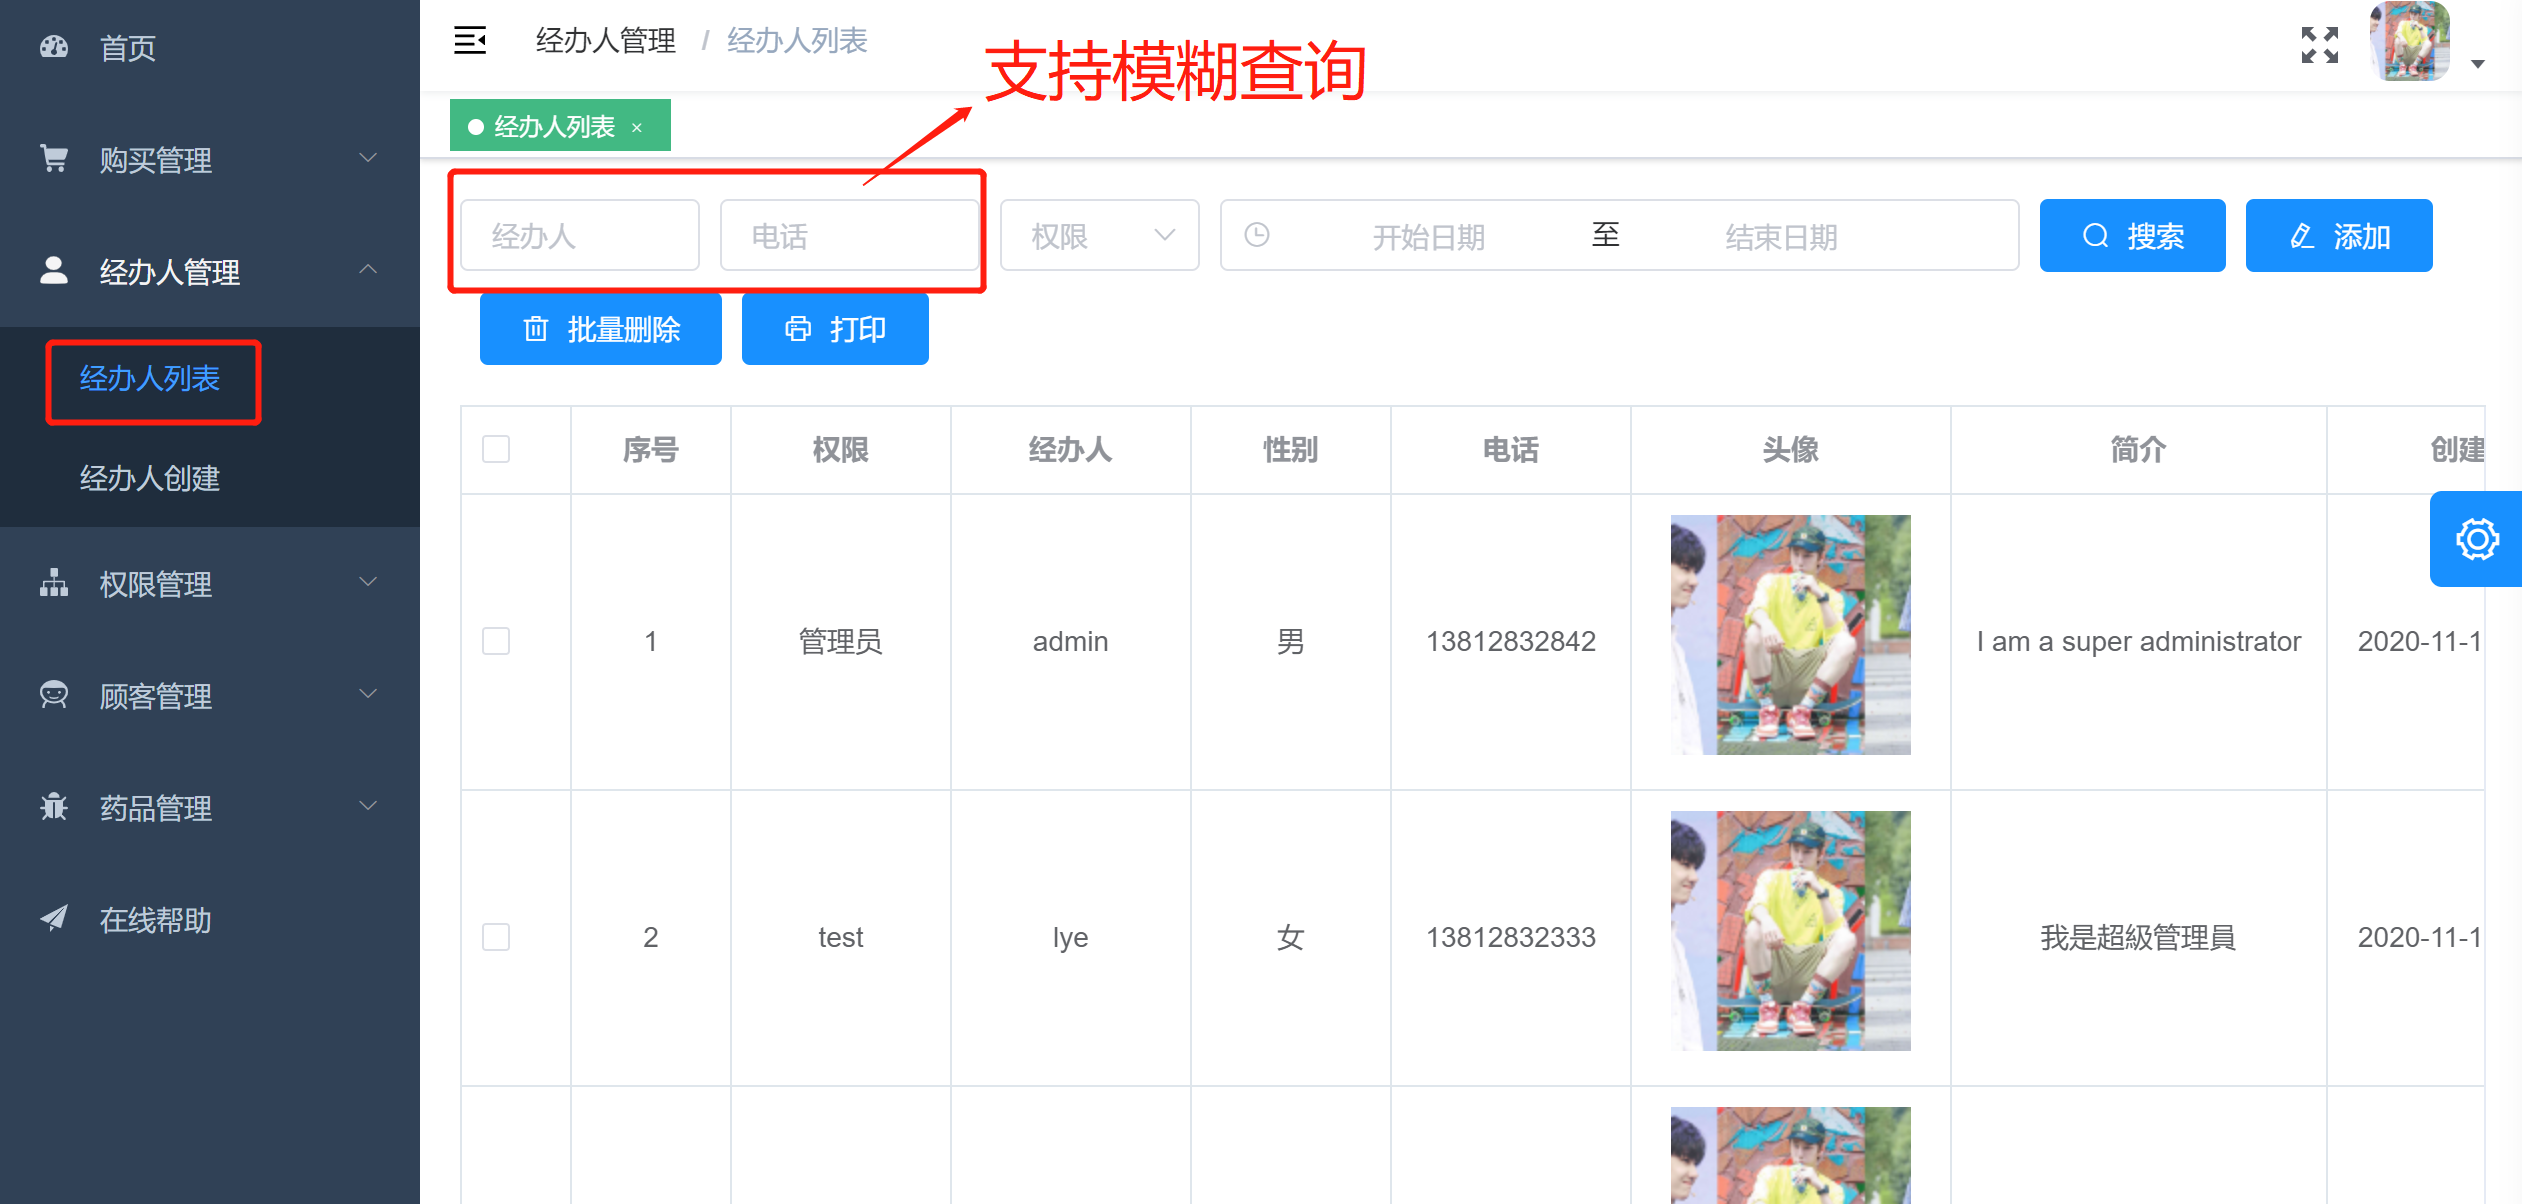 首页
购买管理
经办人管理
经办人列表
经办人创建
权限管理
顾客管理
药品管理
在线帮助
经办人管理 / 经办人列表
支持模糊查询
经办人列表 ×
经办人 电话 权限 开始日期 至 结束日期 搜索 添加
批量删除 打印
序号 权限 经办人 性别 电话 头像 简介 创建
1 管理员 admin 男 13812832842 I am a super administrator 2020-11-1
2 test lye 女 13812832333 我是超級管理員 2020-11-1